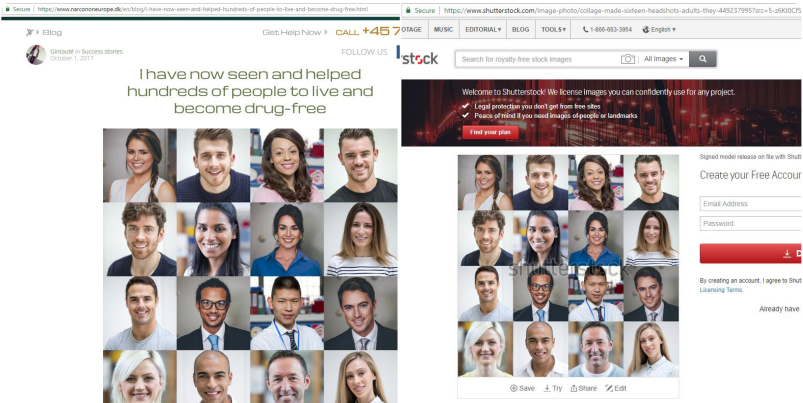 Secure | https://www.narcononeurope.dk/en/blog/i-have-now-seen-and-helped-hundreds-of-people-to-live-and-become-drug-free.html
> Blog
Get Help Now > CALL +45 7
Gintautė in Success stories
October 1, 2017
FOLLOW US
I have now seen and helped
hundreds of people to live and
become drug-free
Secure | https://www.shutterstock.com/image-photo/collage-made-sixteen-headshots-adults-they-449237995?src=
OTAGE MUSIC EDITORIAL BLOG TOOLS 1-866-663-3954 English
stock
Search for royalty-free stock images
All Images
Welcome to Shutterstock! We license images you can confidently use for any project.
Legal protection you don't get from free sites
Peace of mind if you need images of people or landmarks
Find your plan
Signed model release on file with Shutt
Create your Free Accour
Email Address
Password
D
shutterstock
By creating an account, I agree to Shut
Licensing Terms.
Already have
Save Try Share Edit